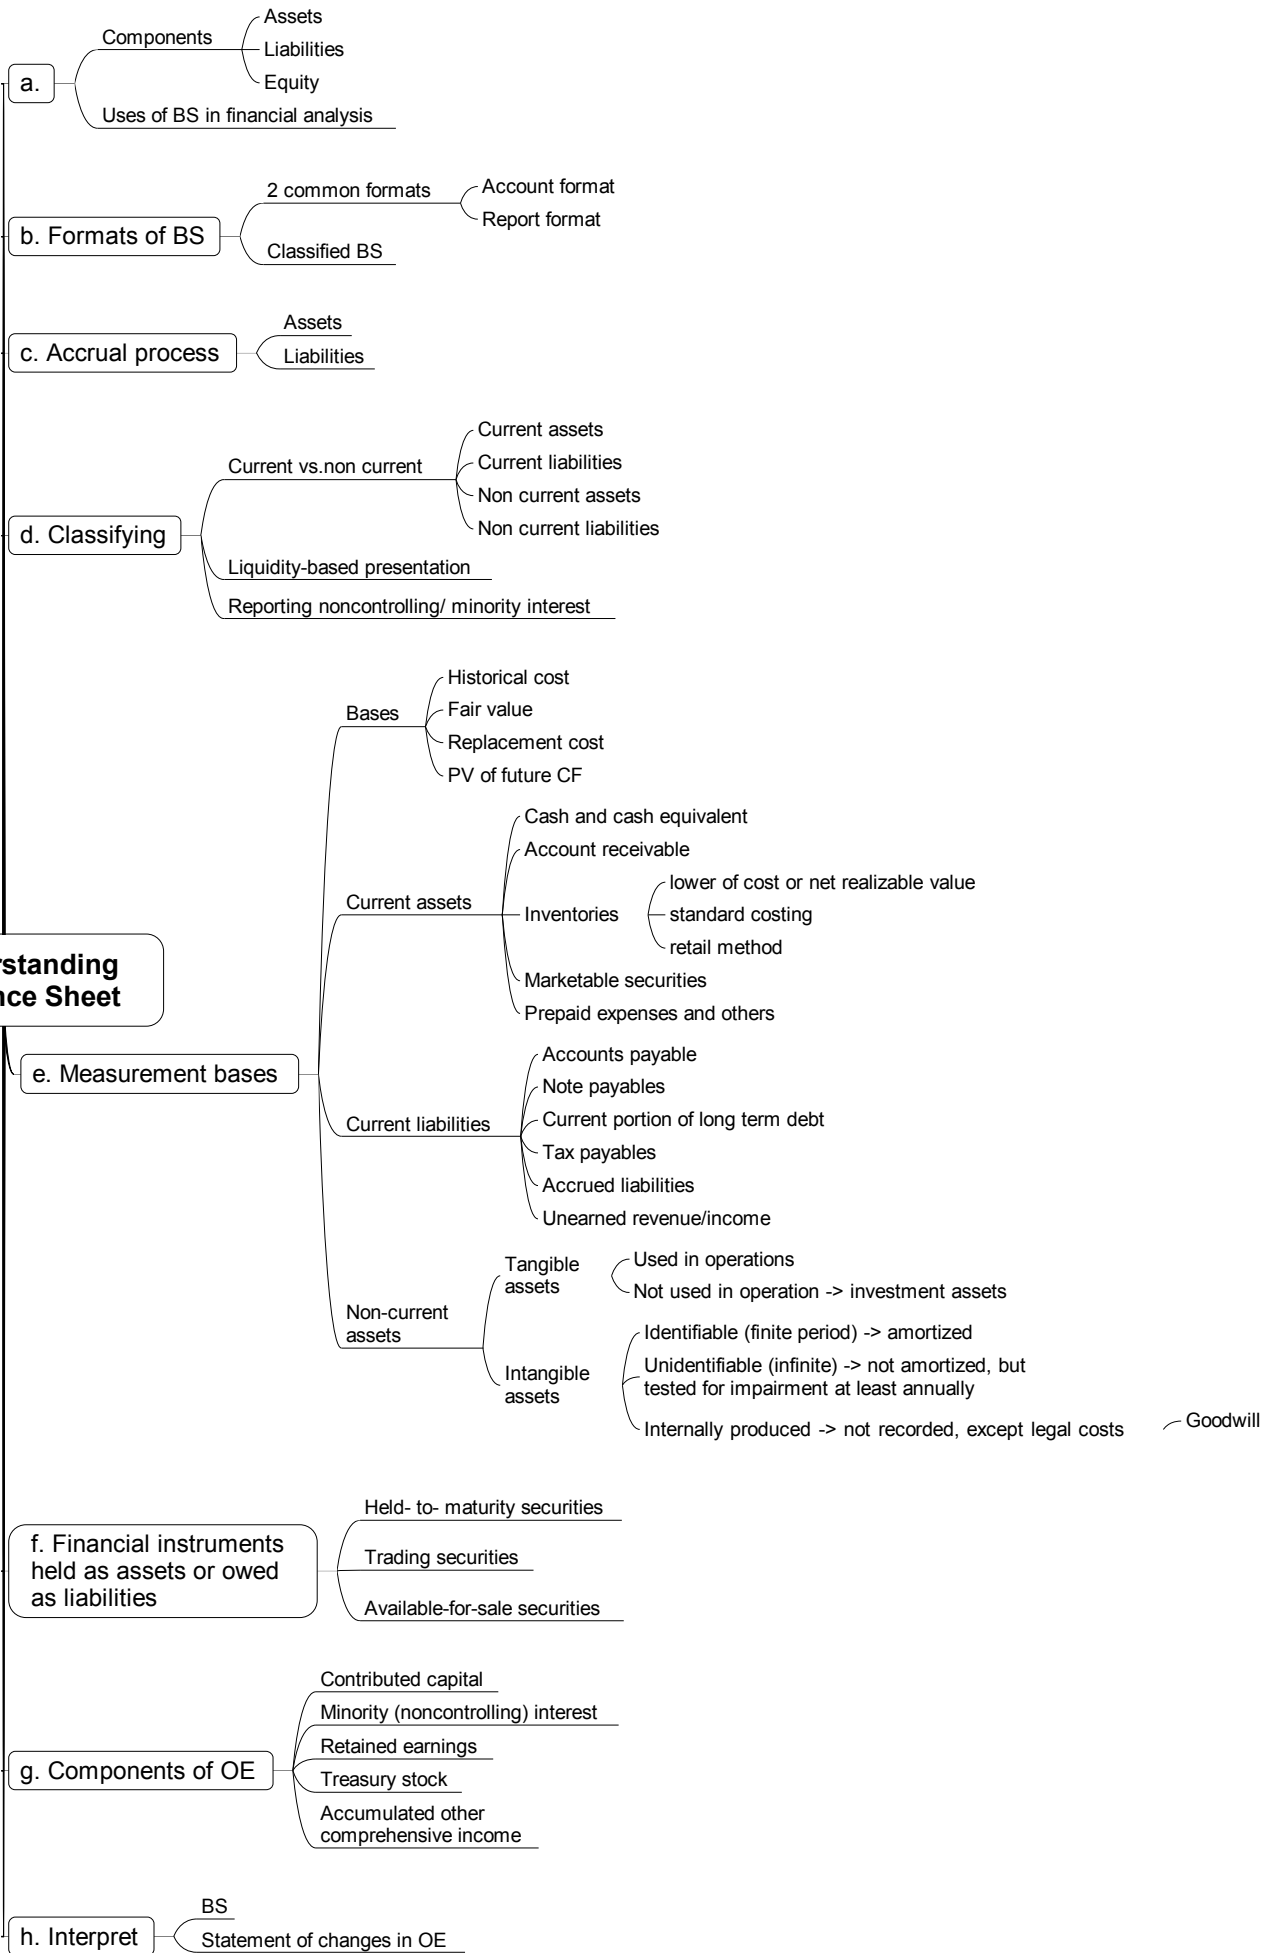 Assets
Components
Liabilities
a.
Equity
Uses of BS in financial analysis
2 common formats
Account format
Report format
b. Formats of BS
Classified BS
Assets
c. Accrual process
Liabilities
Current assets
Current vs.non current
Current liabilities
Non current assets
Non current liabilities
d. Classifying
Liquidity-based presentation
Reporting noncontrolling/ minority interest
Historical cost
Bases
Fair value
Replacement cost
PV of future CF
Cash and cash equivalent
Account receivable
Current assets
lower of cost or net realizable value
Inventories
standard costing
retail method
Marketable securities
Prepaid expenses and others
rstanding
nce Sheet
e. Measurement bases
Accounts payable
Note payables
Current liabilities
Current portion of long term debt
Tax payables
Accrued liabilities
Unearned revenue/income
Non-current
assets
Tangible
assets
Used in operations
Not used in operation -> investment assets
Intangible
assets
Identifiable (finite period) -> amortized
Unidentifiable (infinite) -> not amortized, but
tested for impairment at least annually
Internally produced -> not recorded, except legal costs
Goodwill
Held- to- maturity securities
f. Financial instruments
held as assets or owed
as liabilities
Trading securities
Available-for-sale securities
Contributed capital
Minority (noncontrolling) interest
Retained earnings
g. Components of OE
Treasury stock
Accumulated other
comprehensive income
BS
h. Interpret
Statement of changes in OE